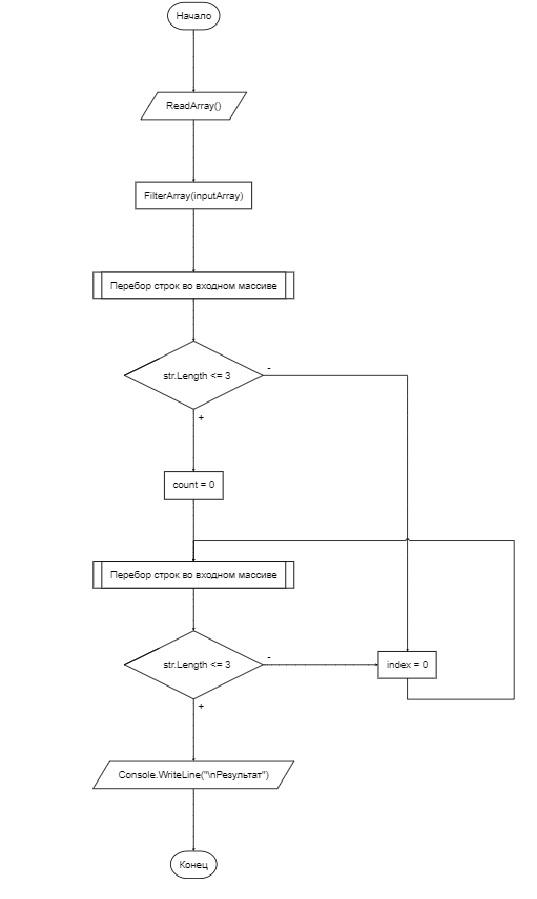 Начало
ReadArray()
FilterArray(inputArray)
Перебор строк во входном массиве
str.Length <= 3
-
+
count = 0
Перебор строк во входном массиве
str.Length <= 3
-
index = 0
+
Console.WriteLine("\nРезультат")
Конец